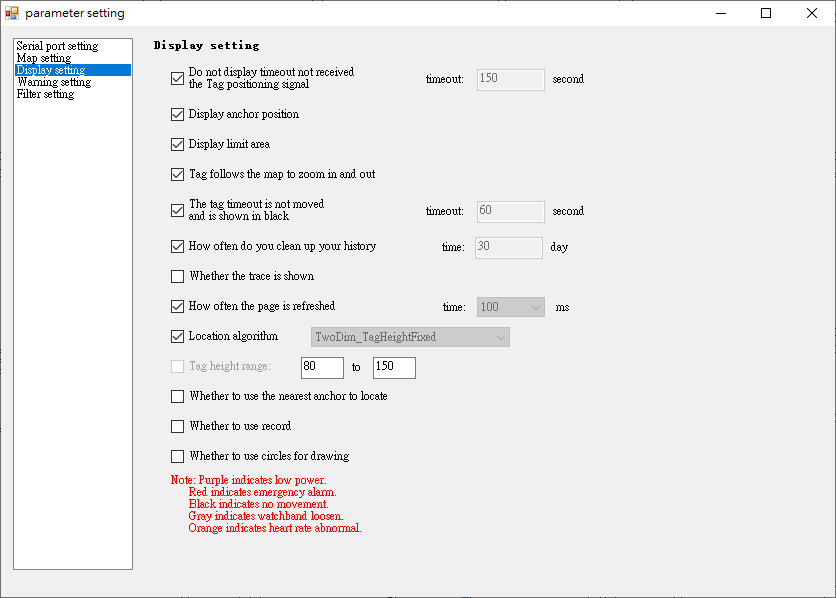 parameter setting
Serial port setting
Map setting
Display setting
Warning setting
Filter setting
Display setting
Do not display timeout not received
the Tag positioning signal
timeout: 150 second
Display anchor position
Display limit area
Tag follows the map to zoom in and out
The tag timeout is not moved
and is shown in black
timeout: 60 second
How often do you clean up your history time: 30 day
Whether the trace is shown
How often the page is refreshed time: 100 ms
Location algorithm TwoDim_TagHeightFixed
Tag height range: 80 to 150
Whether to use the nearest anchor to locate
Whether to use record
Whether to use circles for drawing
Note: Purple indicates low power.
Red indicates emergency alarm.
Black indicates no movement.
Gray indicates watchband loosen.
Orange indicates heart rate abnormal.